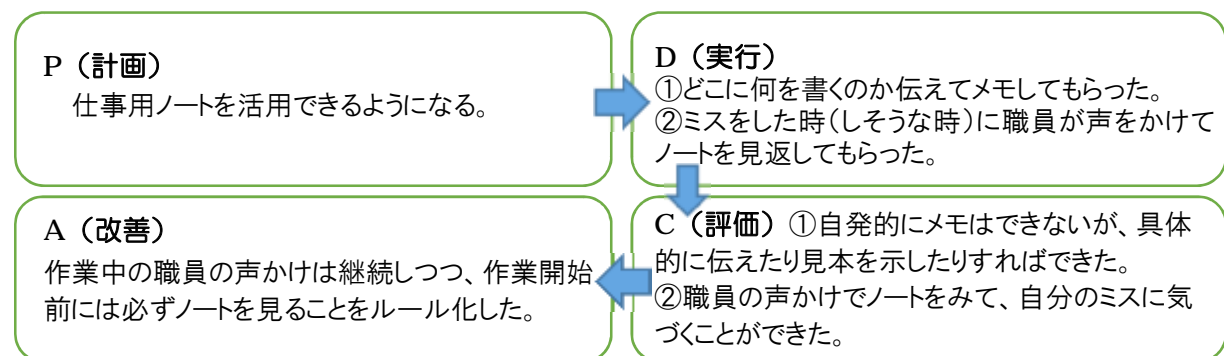 P（計画）
仕事用ノートを活用できるようになる。
D（実行）
①どこに何を書くのか伝えてメモしてもらった。
②ミスをした時（しそうな時）に職員が声をかけて
ノートを見返してもらった。
C（評価）①自発的にメモはできないが、具体
的に伝えたり見本を示したりすればできた。
②職員の声かけでノートをみて、自分のミスに気
づくことができた。
A（改善）
作業中の職員の声かけは継続しつつ、作業開始
前には必ずノートを見ることをルール化した。